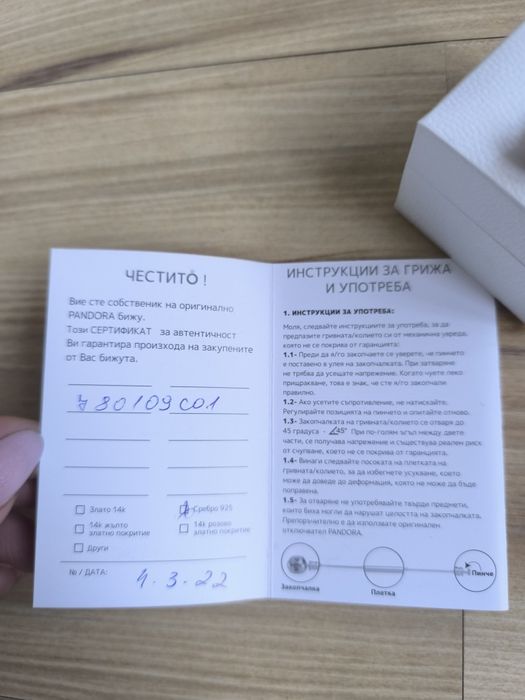 ЧЕСТИТО !
Вие сте собственик на оригинално
PANDORA бижу.
Този СЕРТИФИКАТ за автентичност
Ви гарантира произхода на закупените
от Вас бижута.
780109C01
Злато 14k
Сребро 925
14k жълто
златно покритие
14k розово
златно покритие
Други
№ / ДАТА: 4.3.22
ИНСТРУКЦИИ ЗА ГРИЖА
И УПОТРЕБА
1. ИНСТРУКЦИИ ЗА УПОТРЕБА:
Моля, следвайте инструкциите за употреба, за да
предпазите гривната/колието си от механична увреда,
която не се покрива от гаранцията:
1.1- Преди да я/го закопчаете се уверете, че пинчето
е поставено в улея на закопчалката. При затваряне
не трябва да усещате напрежение. Когато чуете леко
прищракване, това е знак, че сте я/го закопчали
правилно.
1.2- Ако усетите съпротивление, не натискайте.
Регулирайте позицията на пинчето и опитайте отново.
1.3- Закопчалката на гривната/колието се отваря до
45 градуса - ∠45° При по-голям ъгъл между двете
части, се получава напрежение и съществува реален риск
от счупване, което не се покрива от гаранцията.
1.4- Винаги следвайте посоката на плетката на
гривната/колието, за да избегнете усукване, което
може да доведе до деформация, която не може да бъде
поправена.
1.5- За отваряне не употребявайте твърди предмети,
които биха могли да нарушат целостта на закопчалката.
Препоръчително е да използвате оригинален
отключвател PANDORA.
Закопчалка
Платка
Пинче